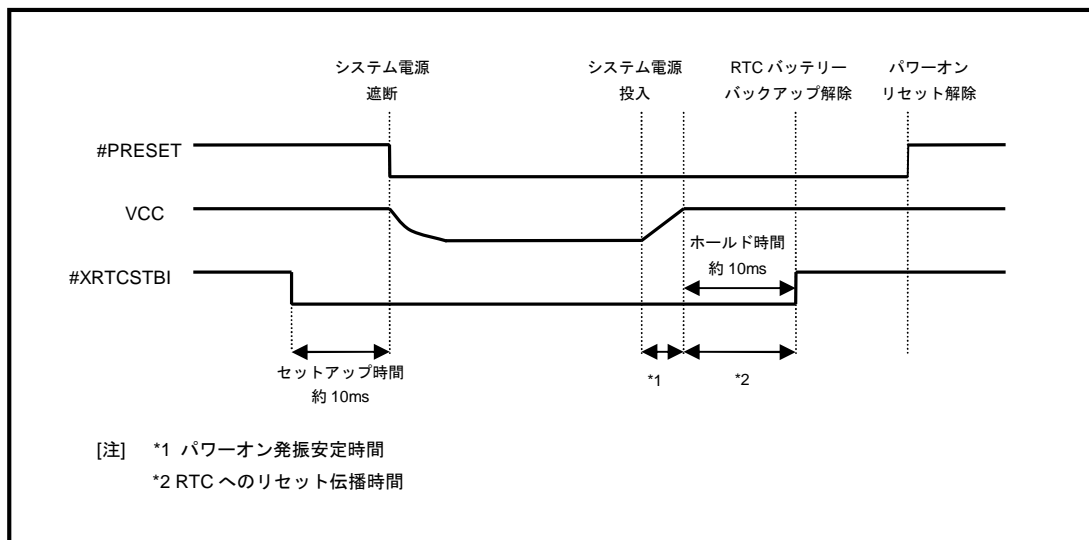 システム電源
遮断
システム電源
投入
RTC バッテリー
バックアップ解除
パワーオン
リセット解除
#PRESET
VCC
#XRTCSTBI
ホールド時間
約 10ms
セットアップ時間
約 10ms
*1
*2
[注] *1 パワーオン発振安定時間
*2 RTC へのリセット伝播時間